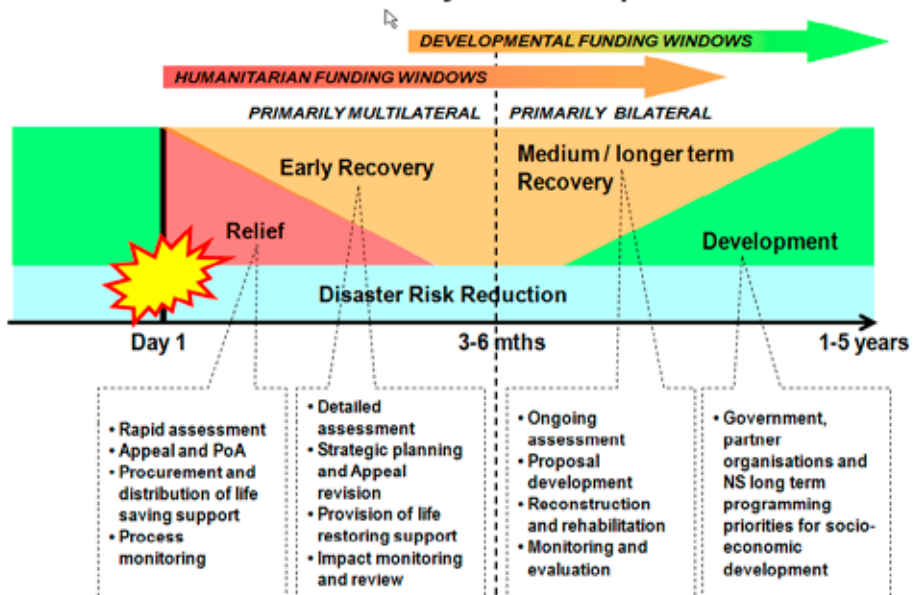 DEVELOPMENTAL FUNDING WINDOWS
HUMANITARIAN FUNDING WINDOWS
PRIMARILY MULTILATERAL
PRIMARILY BILATERAL
Early Recovery
Medium / longer term
Recovery
Relief
Development
Disaster Risk Reduction
Day 1
3-6 mths
1-5 years
• Rapid assessment
• Appeal and PoA
• Procurement and
distribution of life
saving support
• Process
monitoring
• Detailed
assessment
• Strategic planning
and Appeal
revision
• Provision of life
restoring support
• Impact monitoring
and review
• Ongoing
assessment
• Proposal
development
• Reconstruction
and rehabilitation
• Monitoring and
evaluation
• Government,
partner
organisations and
NS long term
programming
priorities for socio-
economic
development